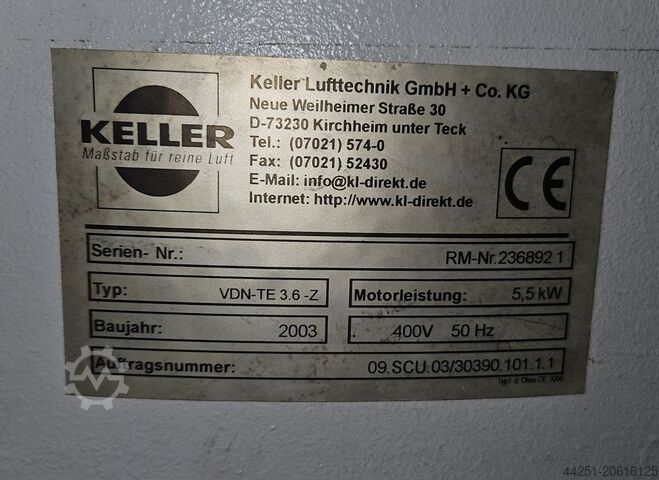 KELLER
Maßstab für reine Luft
Keller Lufttechnik GmbH + Co. KG
Neue Weilheimer Straße 30
D-73230 Kirchheim unter Teck
Tel.: (07021) 574-0
Fax: (07021) 52430
E-Mail: info@kl-direkt.de
Internet: http://www.kl-direkt.de
CE
Serien- Nr.: RM-Nr.236892 1
Typ: VDN-TE 3.6 -Z Motorleistung: 5,5 kW
Baujahr: 2003 400V 50 Hz
Auftragsnummer: 09.SCU.03/30390.101.1.1
44251-20616125